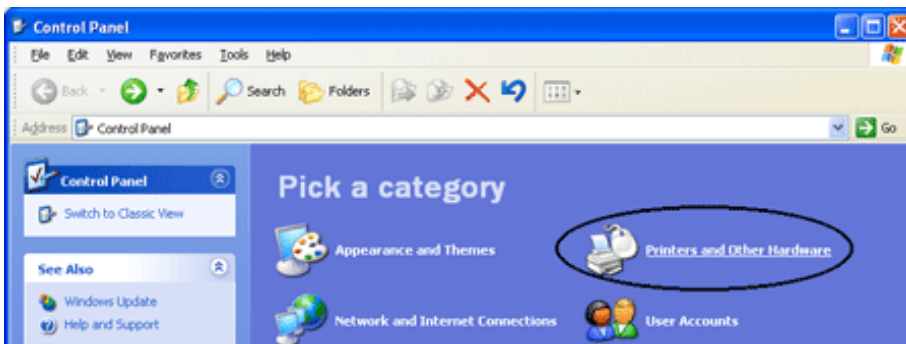 Control Panel
File Edit View Favorites Tools Help
Back Search Folders
Address Control Panel Go
Control Panel
Switch to Classic View
See Also
Windows Update
Help and Support
Pick a category
Appearance and Themes
Printers and Other Hardware
Network and Internet Connections
User Accounts